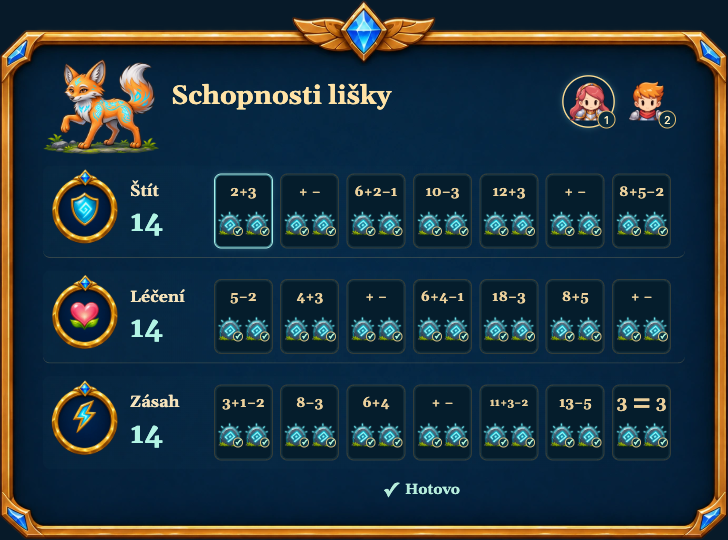 Schopnosti lišky
1 2
Štít
14
2+3 + − 6+2−1 10−3 12+3 + − 8+5−2
Léčení
14
5−2 4+3 + − 6+4−1 18−3 8+5 + −
Zásah
14
3+1−2 8−3 6+4 + − 11+3−2 13−5 3 = 3
✓ Hotovo